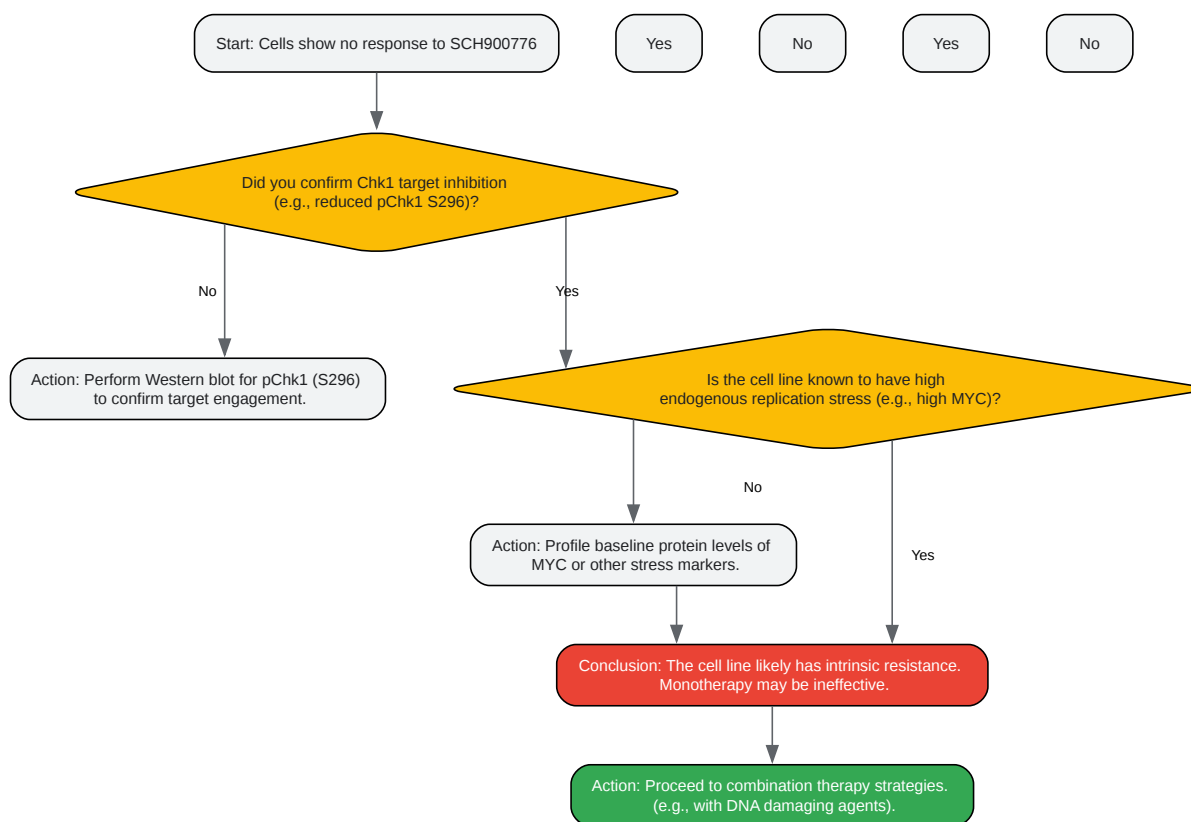 Start: Cells show no response to SCH900776
Yes
No
Yes
No
Did you confirm Chk1 target inhibition
(e.g., reduced pChk1 S296)?
No
Yes
Action: Perform Western blot for pChk1 (S296)
to confirm target engagement.
Is the cell line known to have high
endogenous replication stress (e.g., high MYC)?
No
Action: Profile baseline protein levels of
MYC or other stress markers.
Yes
Conclusion: The cell line likely has intrinsic resistance.
Monotherapy may be ineffective.
Action: Proceed to combination therapy strategies.
(e.g., with DNA damaging agents).